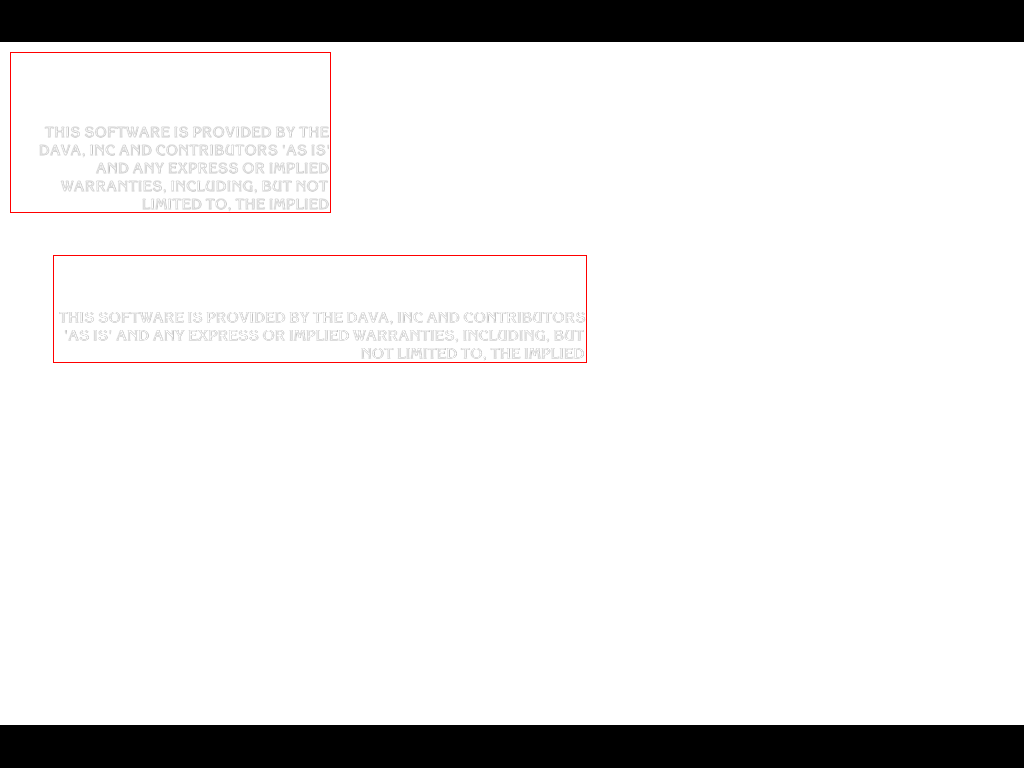 THIS SOFTWARE IS PROVIDED BY THE
DAVA, INC AND CONTRIBUTORS 'AS IS'
AND ANY EXPRESS OR IMPLIED
WARRANTIES, INCLUDING, BUT NOT
LIMITED TO, THE IMPLIED
THIS SOFTWARE IS PROVIDED BY THE DAVA, INC AND CONTRIBUTORS
'AS IS' AND ANY EXPRESS OR IMPLIED WARRANTIES, INCLUDING, BUT
NOT LIMITED TO, THE IMPLIED